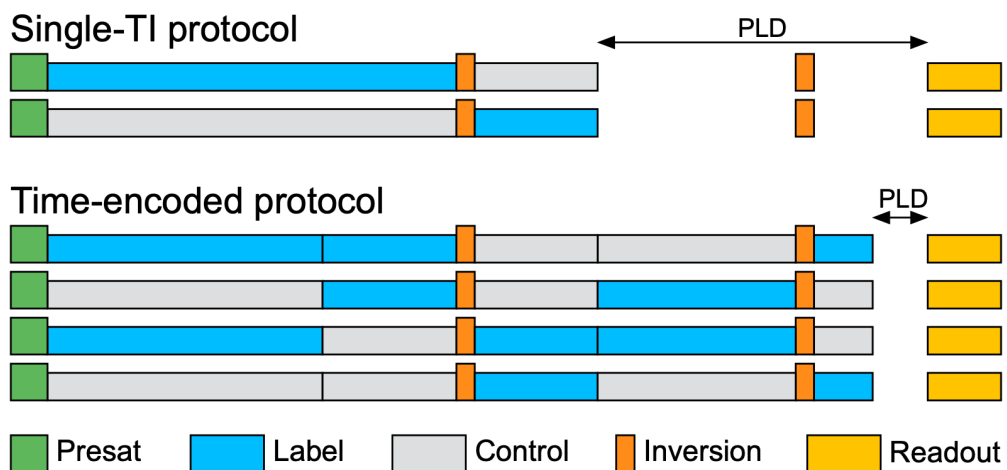 Single-TI protocol
PLD
Time-encoded protocol
PLD
Presat Label Control Inversion Readout